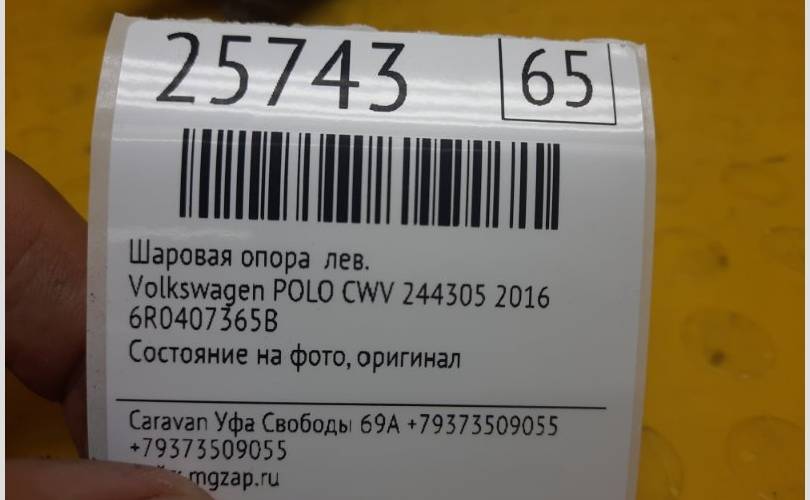 25743
65
Шаровая опора лев.
Volkswagen POLO CWV 244305 2016
6R0407365B
Состояние на фото, оригинал
Caravan Уфа Свободы 69А +79373509055
+79373509055
mgzap.ru